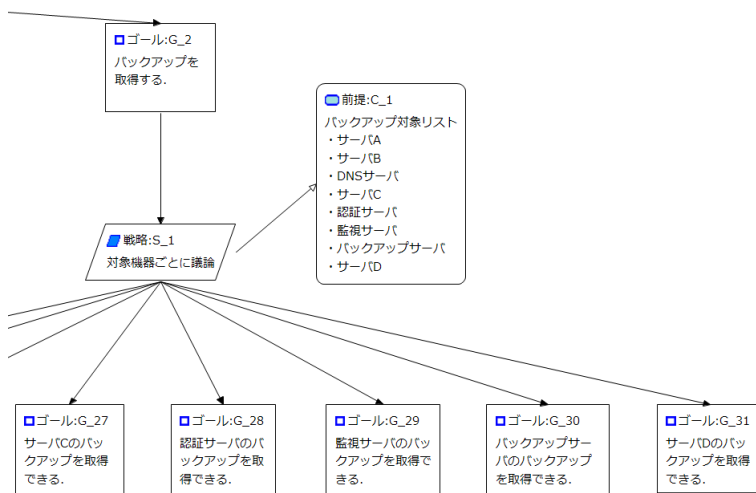 ゴール:G_2
バックアップを
取得する.
前提:C_1
バックアップ対象リスト
・サーバA
・サーバB
・DNSサーバ
・サーバC
・認証サーバ
・監視サーバ
・バックアップサーバ
・サーバD
戦略:S_1
対象機器ごとに議論
ゴール:G_27
サーバCのバッ
クアップを取得
できる.
ゴール:G_28
認証サーバのバ
ックアップを取
得できる.
ゴール:G_29
監視サーバのバッ
クアップを取得で
きる.
ゴール:G_30
バックアップサー
バのバックアップ
を取得できる.
ゴール:G_31
サーバDのバッ
クアップを取得
できる.